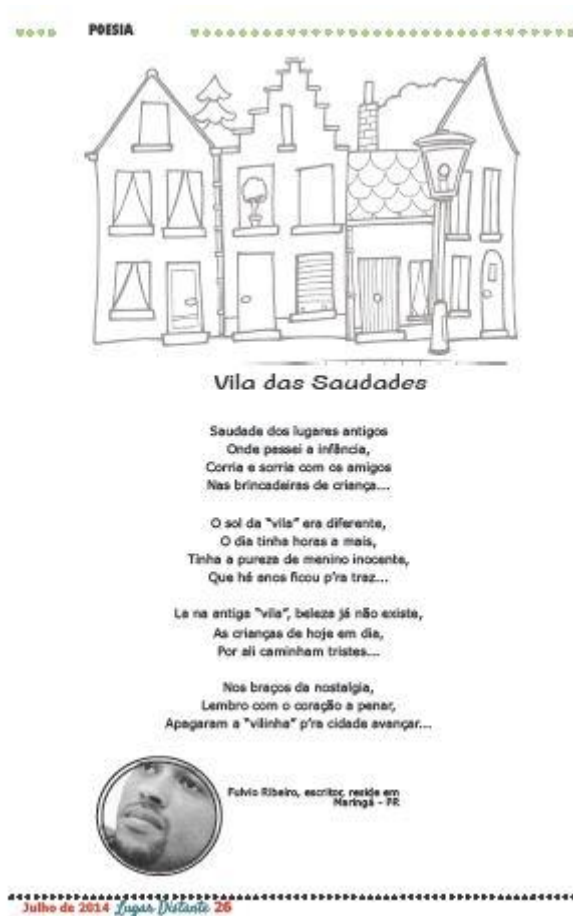 POESIA
Vila das Saudades
Saudade dos lugares antigos
Onde passei a infância,
Corria e sorria com os amigos
Nas brincadeiras de criança...
O sol da "vila" era diferente,
O dia tinha horas a mais,
Tinha a pureza de menino inocente,
Que há anos ficou p'ra traz...
La na antiga "vila", beleza já não existe,
As crianças de hoje em dia,
Por ali caminham tristes...
Nos braços da nostalgia,
Lembro com o coração a penar,
Apagaram a "vilinha" p'ra cidade avançar...
Fulvio Ribeiro, escritor, reside em
Maringá - PR
Julho de 2014 Lugar Distante 26